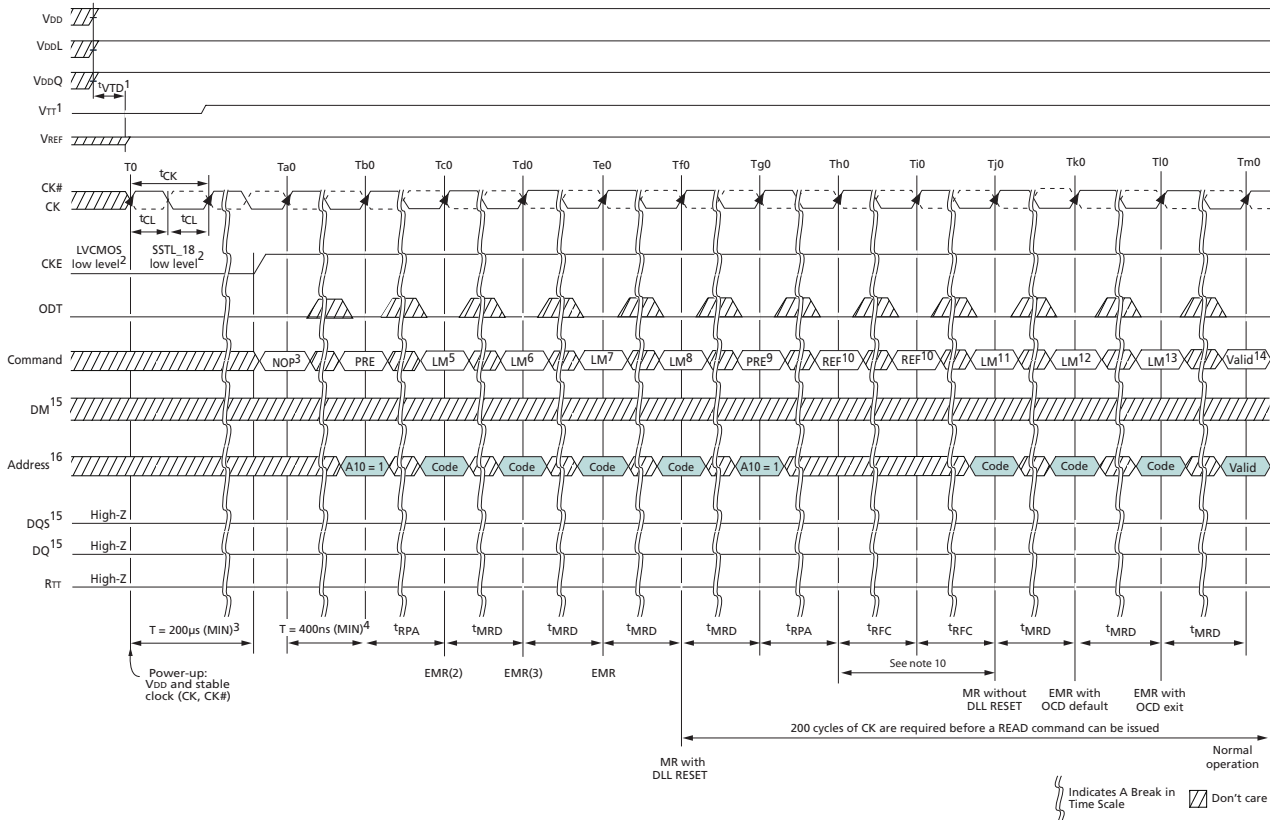 VDD
VDDL
VDDQ
tVTD1
VTT1
VREF
T0 Ta0 Tb0 Tc0 Td0 Te0 Tf0 Tg0 Th0 Ti0 Tj0 Tk0 Tl0 Tm0
tCK
CK#
CK
tCL tCL
LVCMOS SSTL_18
CKE low level2 low level2
ODT
Command NOP3 PRE LM5 LM6 LM7 LM8 PRE9 REF10 REF10 LM11 LM12 LM13 Valid14
DM15
Address16 A10 = 1 Code Code Code Code A10 = 1 Code Code Code Valid
DQS15 High-Z
DQ15 High-Z
RTT High-Z
T = 200µs (MIN)3 T = 400ns (MIN)4 tRPA tMRD tMRD tMRD tMRD tRPA tRFC tRFC tMRD tMRD tMRD
EMR(2) EMR(3) EMR See note 10
Power-up:
VDD and stable
clock (CK, CK#)
MR without
DLL RESET
EMR with
OCD default
EMR with
OCD exit
200 cycles of CK are required before a READ command can be issued
MR with
DLL RESET
Normal
operation
Indicates A Break in
Time Scale
Don't care